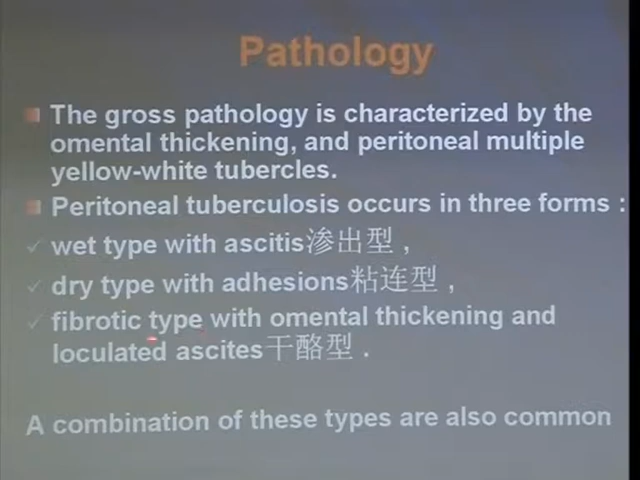 Pathology
The gross pathology is characterized by the
omental thickening, and peritoneal multiple
yellow-white tubercles.
Peritoneal tuberculosis occurs in three forms :
wet type with ascitis渗出型 ,
dry type with adhesions粘连型 ,
fibrotic type with omental thickening and
loculated ascites干酪型 .
A combination of these types are also common